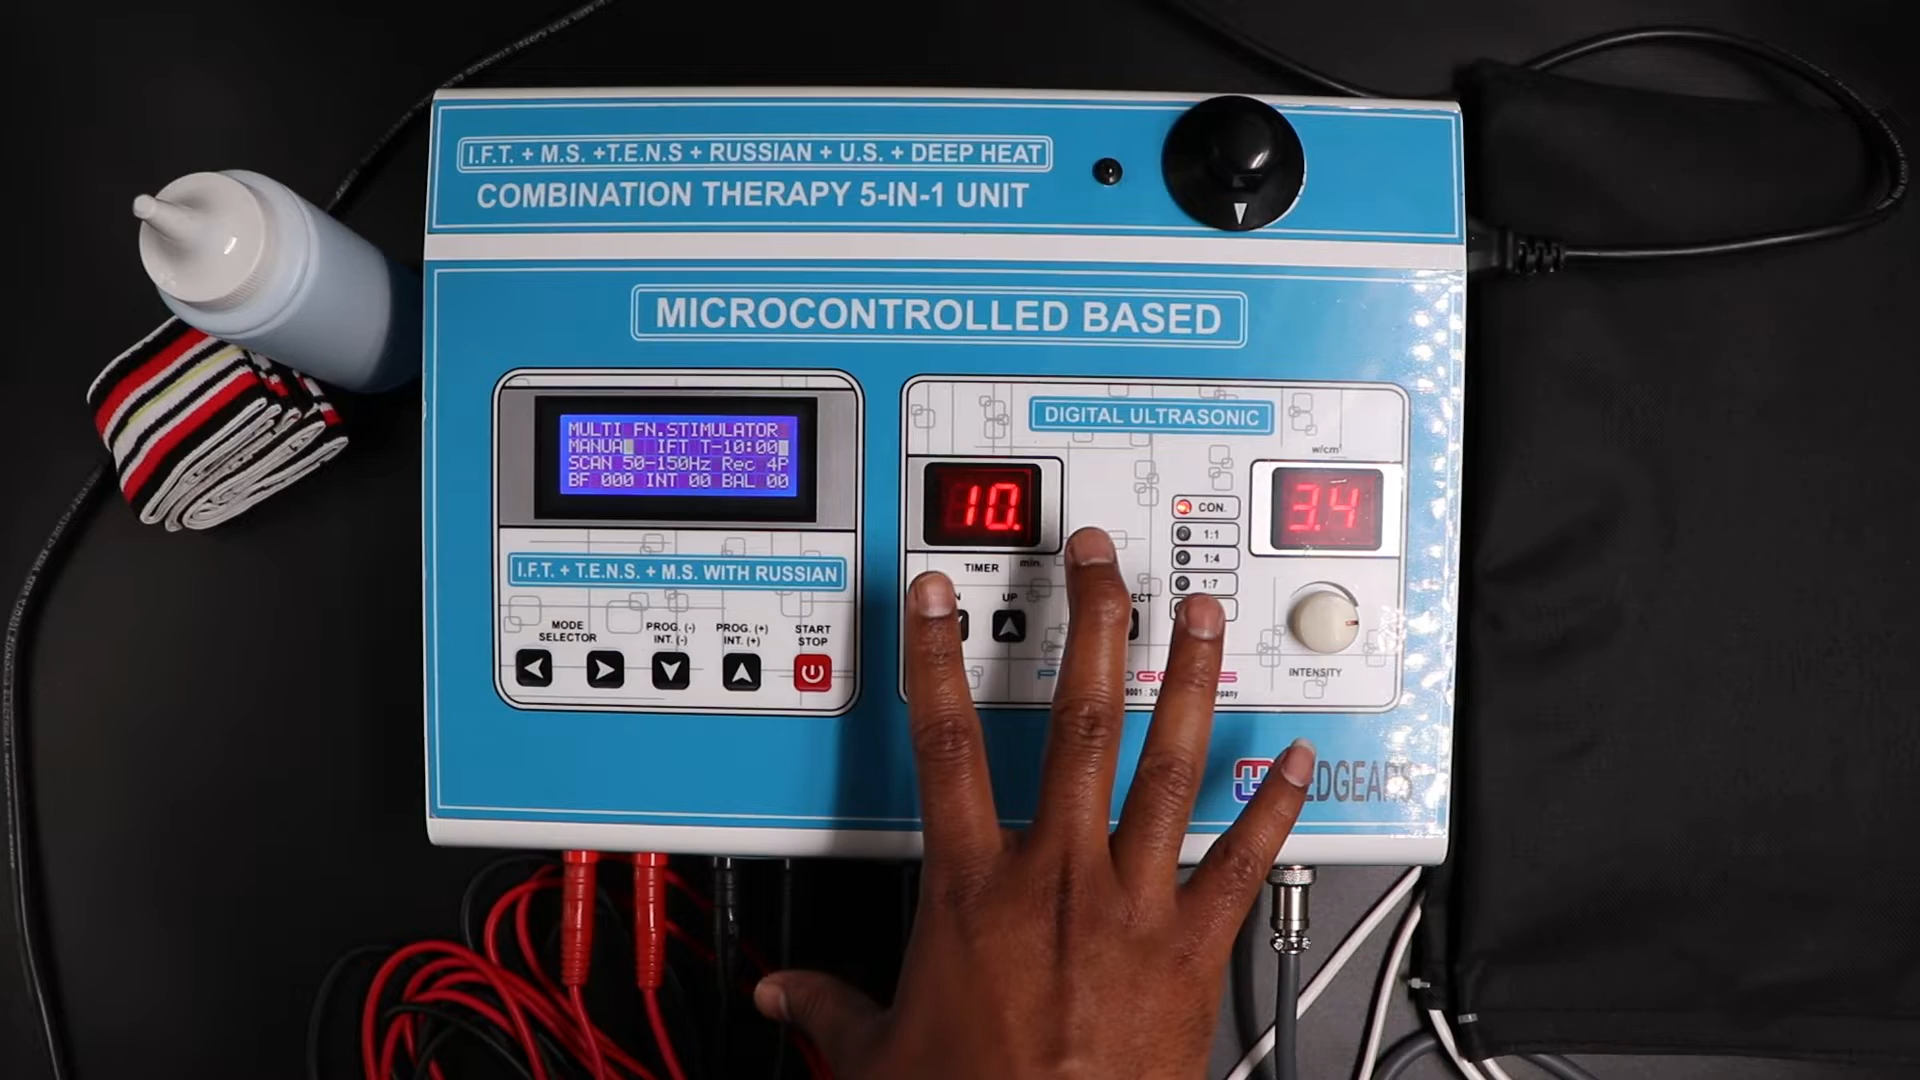 I.F.T. + M.S. +T.E.N.S + RUSSIAN + U.S. + DEEP HEAT
COMBINATION THERAPY 5-IN-1 UNIT
MICROCONTROLLED BASED
MULTI FN.STIMULATOR
MANUA IFT T-10:00
SCAN 50-150Hz Rec 4P
BF 000 INT 00 BAL 00
I.F.T. + T.E.N.S. + M.S. WITH RUSSIAN
MODE SELECTOR
PROG. (-)
INT. (-)
PROG. (+)
INT. (+)
START
STOP
DIGITAL ULTRASONIC
10.
TIMER
min.
UP
CON.
1:1
1:4
1:7
w/cm²
3.4
INTENSITY